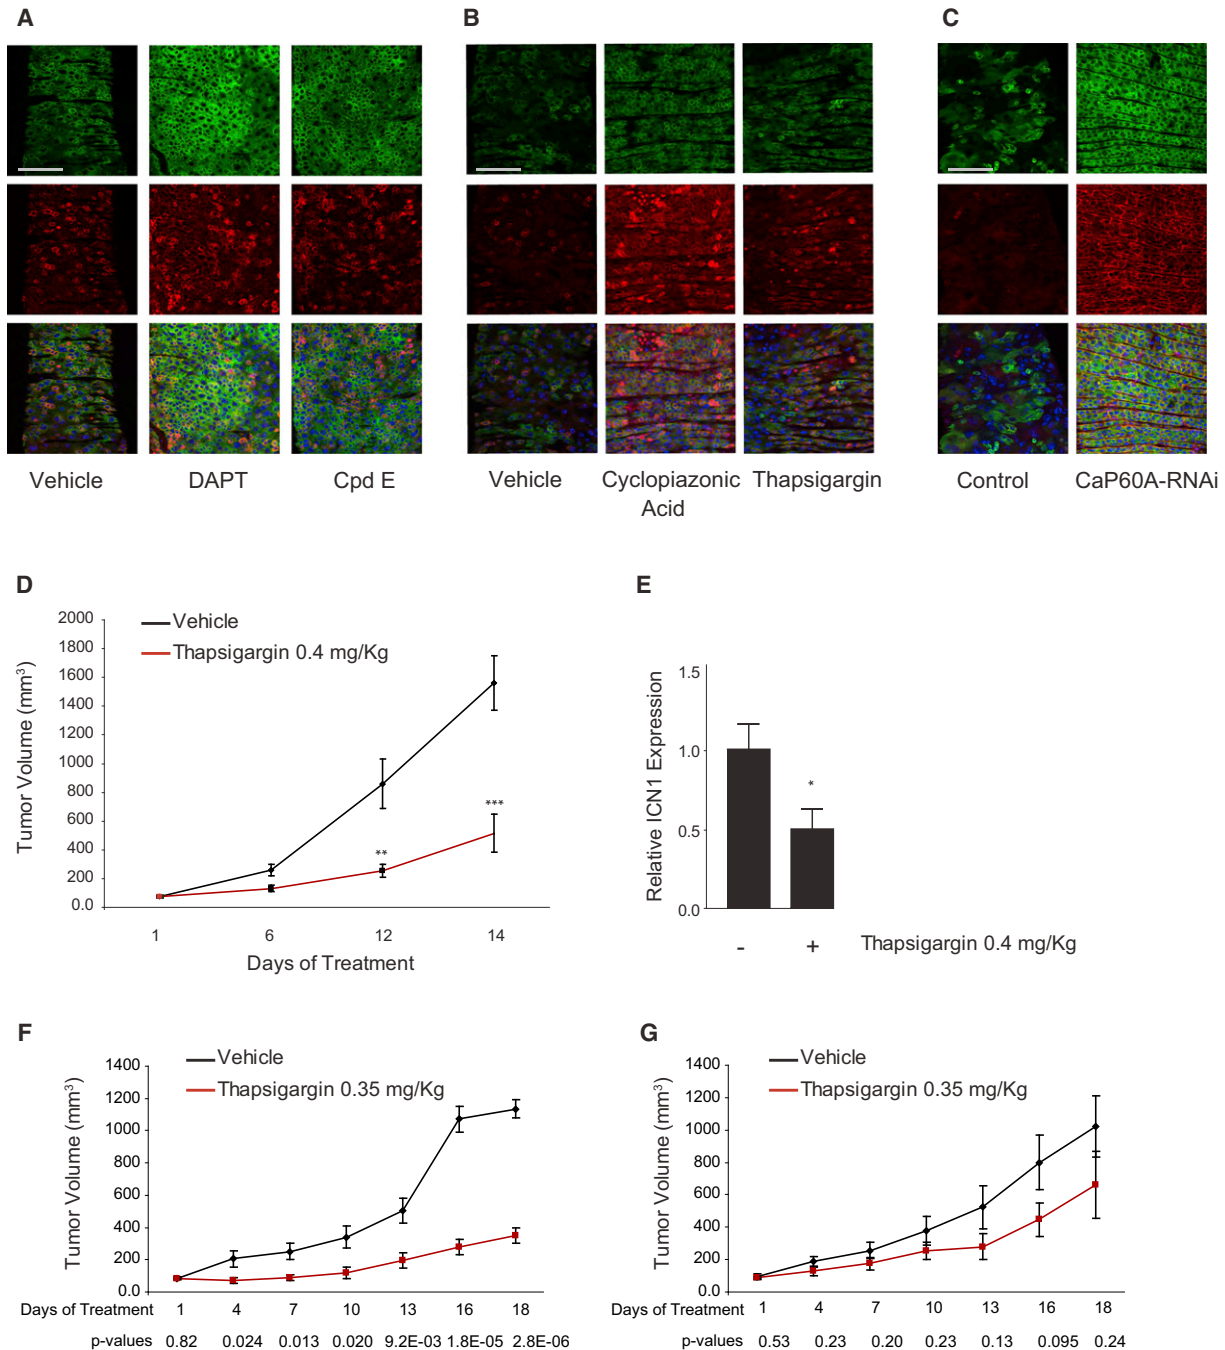 A
B
C
Vehicle
DAPT
Cpd E
Vehicle
Cyclopiazonic
Acid
Thapsigargin
Control
CaP60A-RNAi
D
Tumor Volume (mm³)
2000
1800
1600
1400
1200
1000
800
600
400
200
0.0
Vehicle
Thapsigargin 0.4 mg/Kg
**
***
1 6 12 14
Days of Treatment
E
Relative ICN1 Expression
1.5
1.0
0.5
0.0
*
- + Thapsigargin 0.4 mg/Kg
F
Tumor Volume (mm³)
1400
1200
1000
800
600
400
200
0.0
Vehicle
Thapsigargin 0.35 mg/Kg
Days of Treatment 1 4 7 10 13 16 18
p-values 0.82 0.024 0.013 0.020 9.2E-03 1.8E-05 2.8E-06
G
Tumor Volume (mm³)
1400
1200
1000
800
600
400
200
0.0
Vehicle
Thapsigargin 0.35 mg/Kg
Days of Treatment 1 4 7 10 13 16 18
p-values 0.53 0.23 0.20 0.23 0.13 0.095 0.24